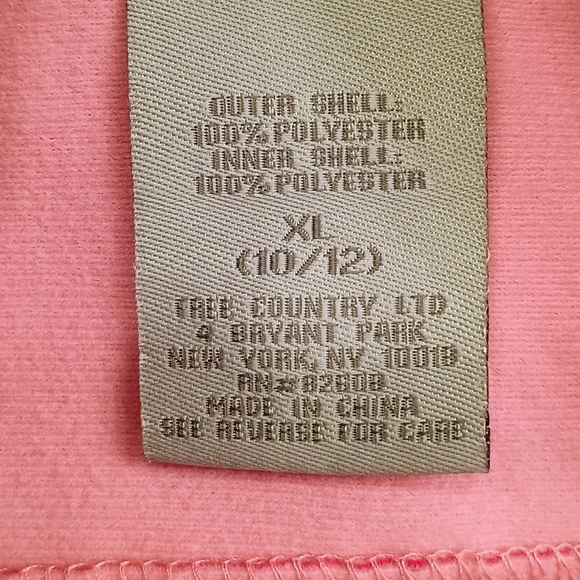 OUTER SHELL:
100% POLYESTER
INNER SHELL:
100% POLYESTER
XL
(10/12)
FREE COUNTRY LTD
4 BRYANT PARK
NEW YORK, NY 10018
RN#
MADE IN CHINA
SEE REVERSE FOR CARE